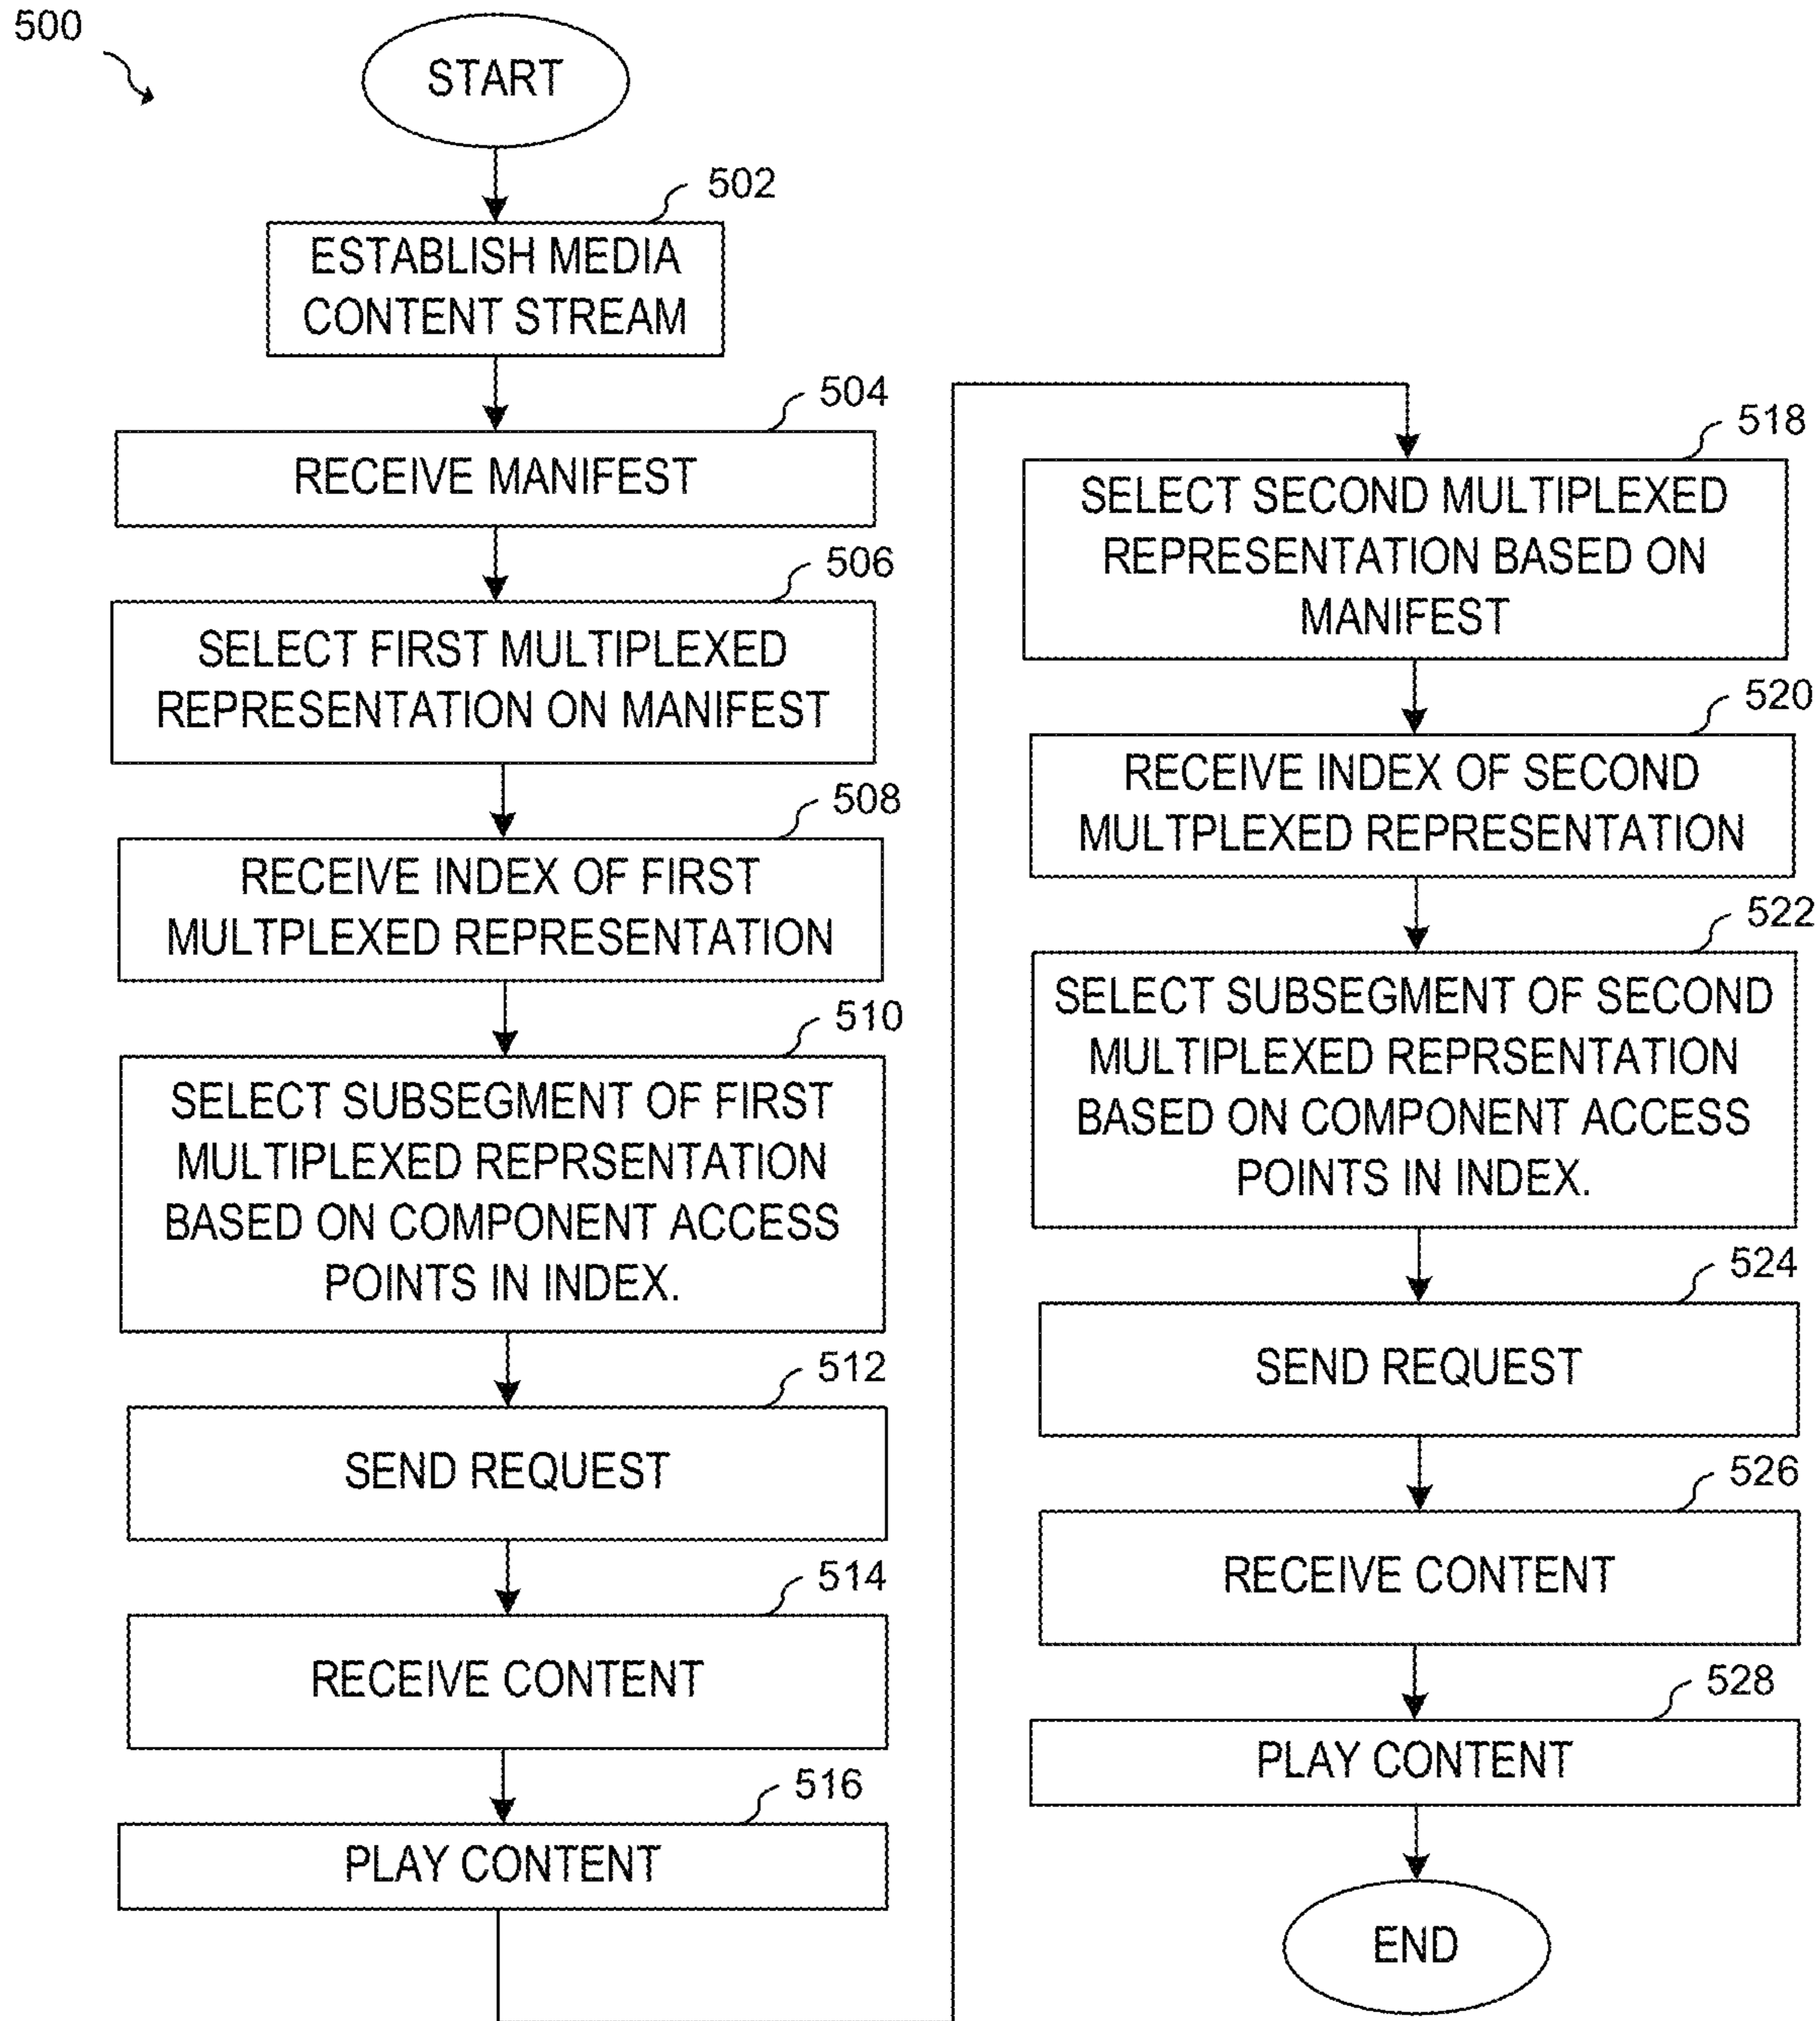 500
START
502
ESTABLISH MEDIA
CONTENT STREAM
504
RECEIVE MANIFEST
506
SELECT FIRST MULTIPLEXED
REPRESENTATION ON MANIFEST
508
RECEIVE INDEX OF FIRST
MULTPLEXED REPRESENTATION
510
SELECT SUBSEGMENT OF FIRST
MULTIPLEXED REPRSENTATION
BASED ON COMPONENT ACCESS
POINTS IN INDEX.
512
SEND REQUEST
514
RECEIVE CONTENT
516
PLAY CONTENT
518
SELECT SECOND MULTIPLEXED
REPRESENTATION BASED ON
MANIFEST
520
RECEIVE INDEX OF SECOND
MULTPLEXED REPRESENTATION
522
SELECT SUBSEGMENT OF SECOND
MULTIPLEXED REPRSENTATION
BASED ON COMPONENT ACCESS
POINTS IN INDEX.
524
SEND REQUEST
526
RECEIVE CONTENT
528
PLAY CONTENT
END